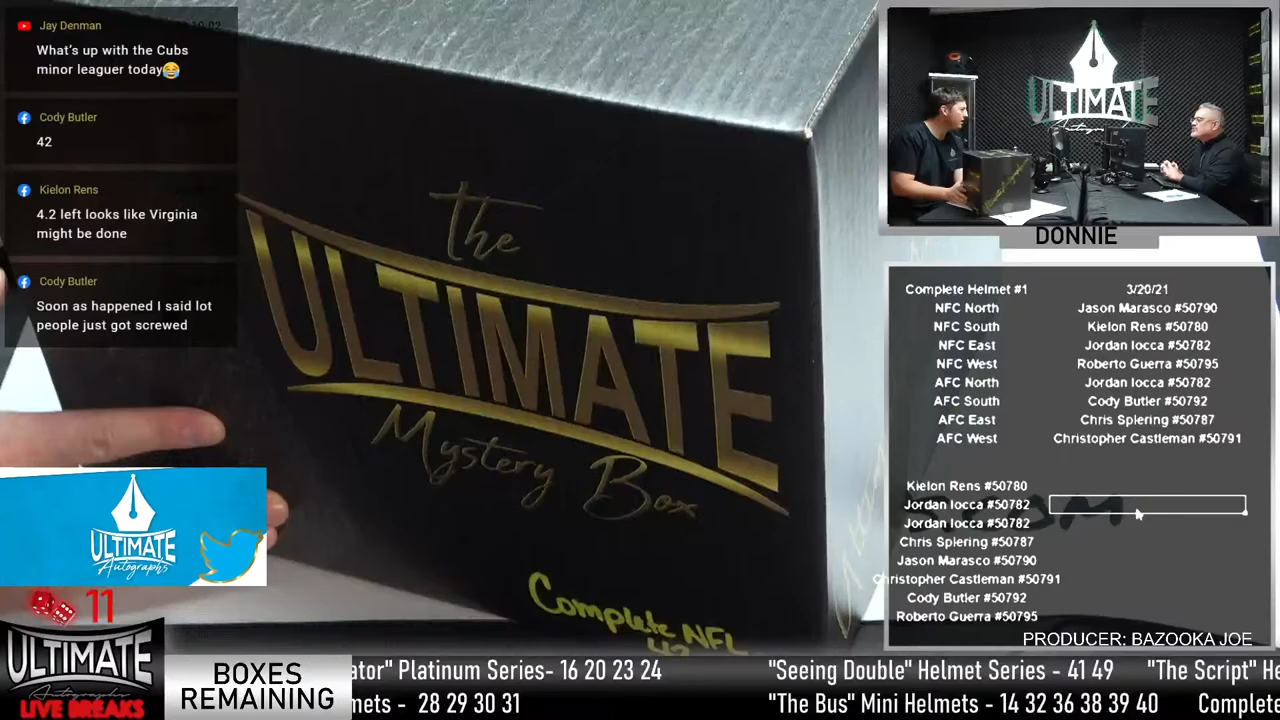 Jay Denman
What's up with the Cubs
minor leaguer today😂
Cody Butler
42
Kielon Rens
4.2 left looks like Virginia
might be done
Cody Butler
Soon as happened I said lot
people just got screwed
the
ULTIMATE
Mystery Box
Complete NFL
42
ULTIMATE
Autographs
DONNIE
Complete Helmet #1 3/20/21
NFC North Jason Marasco #50790
NFC South Kielon Rens #50780
NFC East Jordan Iocca #50782
NFC West Roberto Guerra #50795
AFC North Jordan Iocca #50782
AFC South Cody Butler #50792
AFC East Chris Splering #50787
AFC West Christopher Castleman #50791
Kielon Rens #50780
Jordan Iocca #50782
Jordan Iocca #50782
Chris Splering #50787
Jason Marasco #50790
Christopher Castleman #50791
Cody Butler #50792
Roberto Guerra #50795
PRODUCER: BAZOOKA JOE
ULTIMATE
Autographs
11
ULTIMATE
Autographs
LIVE BREAKS
BOXES
REMAINING
ator" Platinum Series- 16 20 23 24 "Seeing Double" Helmet Series - 41 49 "The Script" He
mets - 28 29 30 31 "The Bus" Mini Helmets - 14 32 36 38 39 40 Complete